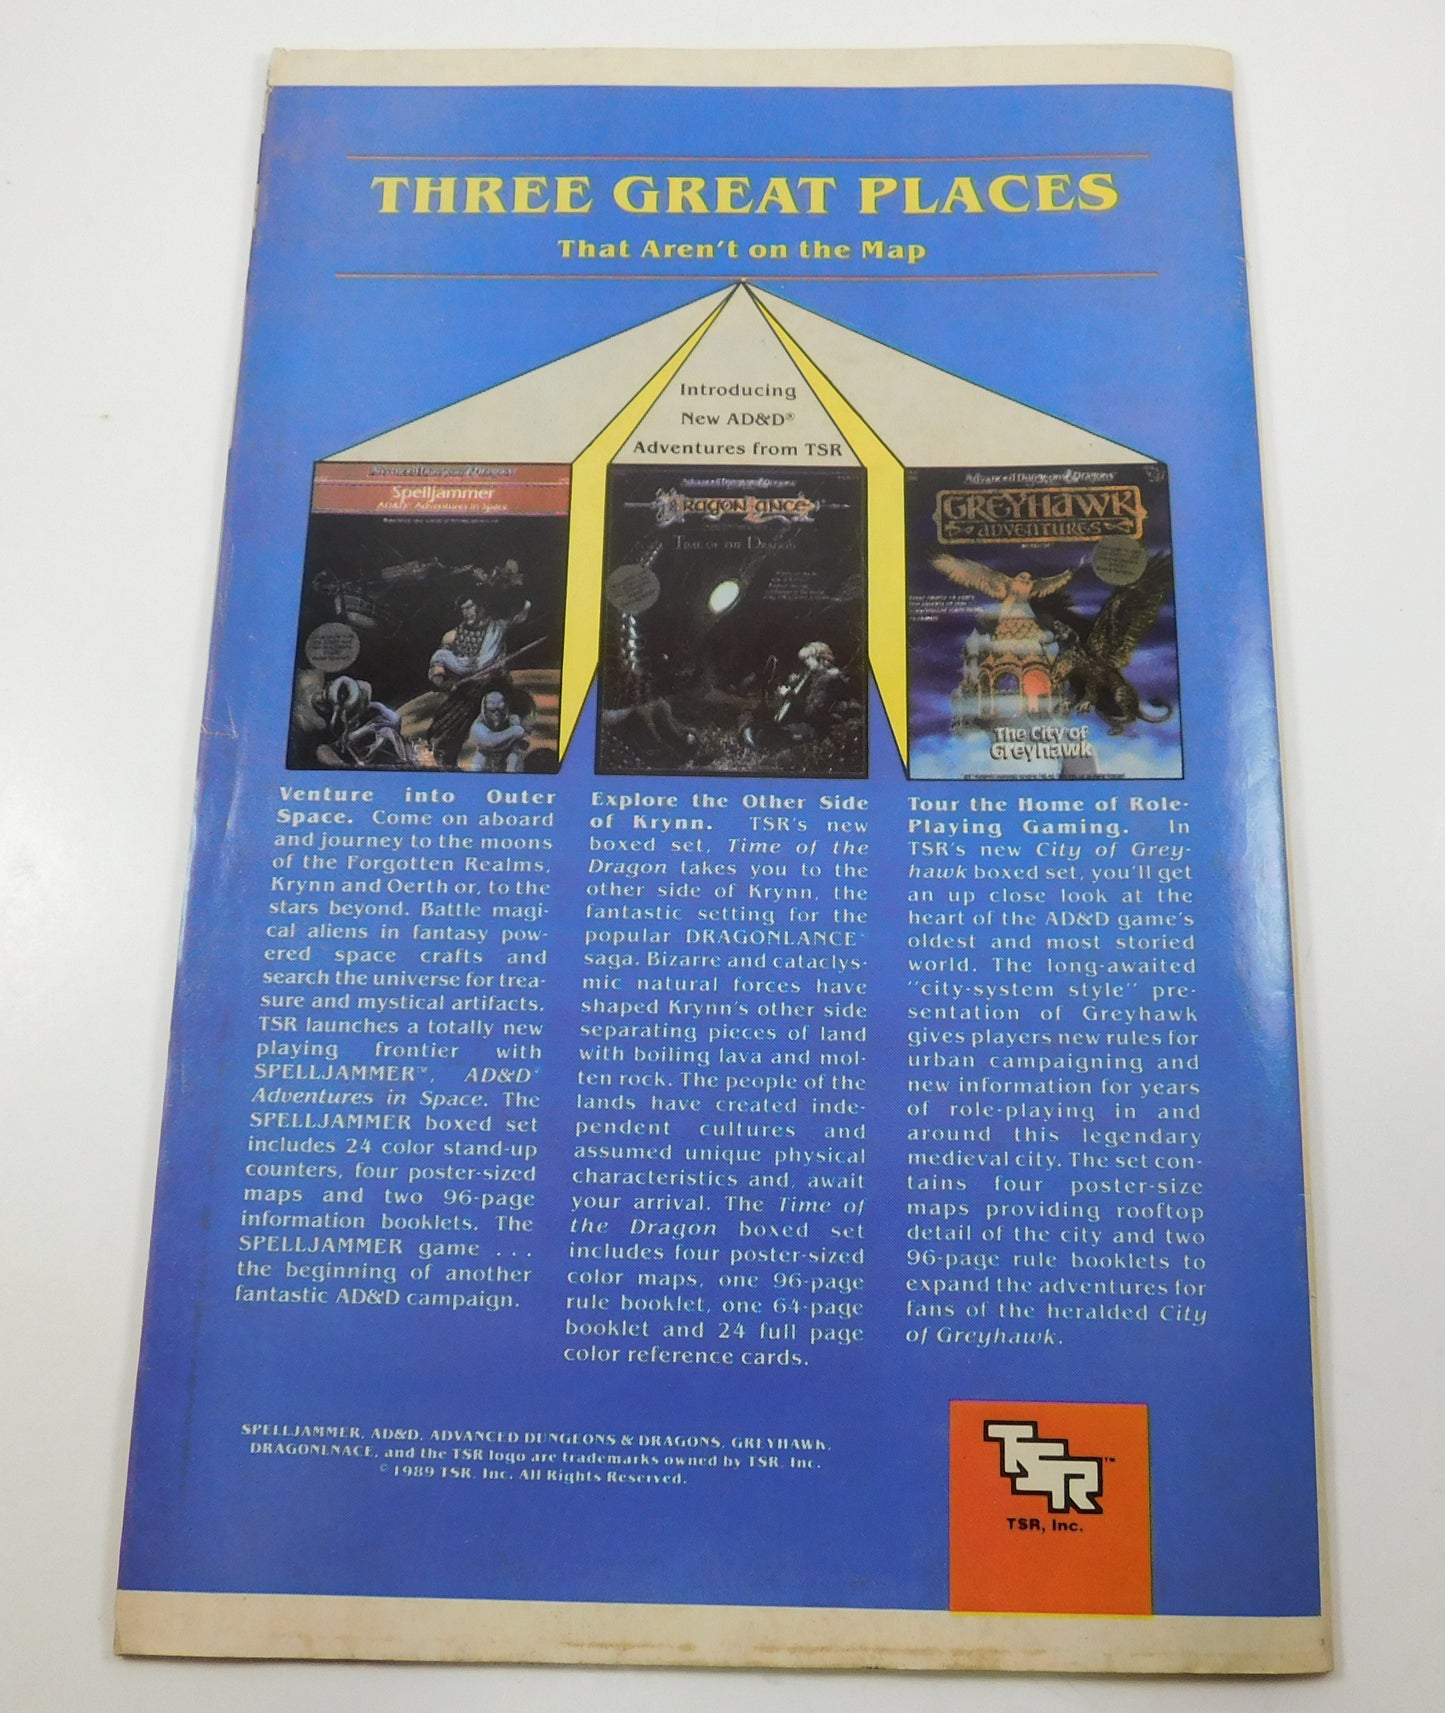 THREE GREAT PLACES
That Aren't on the Map
Introducing
New AD&D®
Adventures from TSR
Advanced Dungeons & Dragons
Spelljammer
AD&D Adventures in Space
Advanced Dungeons & Dragons
DRAGONLANCE
TIME OF THE DRAGON
Advanced Dungeons & Dragons
GREYHAWK
ADVENTURES
The City of
Greyhawk
Venture into Outer
Space. Come on aboard
and journey to the moons
of the Forgotten Realms,
Krynn and Oerth or, to the
stars beyond. Battle magi-
cal aliens in fantasy pow-
ered space crafts and
search the universe for trea-
sure and mystical artifacts.
TSR launches a totally new
playing frontier with
SPELLJAMMER™, AD&D®
Adventures in Space. The
SPELLJAMMER boxed set
includes 24 color stand-up
counters, four poster-sized
maps and two 96-page
information booklets. The
SPELLJAMMER game . . .
the beginning of another
fantastic AD&D campaign.
Explore the Other Side
of Krynn. TSR's new
boxed set, Time of the
Dragon takes you to the
other side of Krynn, the
fantastic setting for the
popular DRAGONLANCE®
saga. Bizarre and cataclys-
mic natural forces have
shaped Krynn's other side
separating pieces of land
with boiling lava and mol-
ten rock. The people of the
lands have created inde-
pendent cultures and
assumed unique physical
characteristics and, await
your arrival. The Time of
the Dragon boxed set
includes four poster-sized
color maps, one 96-page
rule booklet, one 64-page
booklet and 24 full page
color reference cards.
Tour the Home of Role-
Playing Gaming. In
TSR's new City of Grey-
hawk boxed set, you'll get
an up close look at the
heart of the AD&D game's
oldest and most storied
world. The long-awaited
"city-system style" pre-
sentation of Greyhawk
gives players new rules for
urban campaigning and
new information for years
of role-playing in and
around this legendary
medieval city. The set con-
tains four poster-size
maps providing rooftop
detail of the city and two
96-page rule booklets to
expand the adventures for
fans of the heralded City
of Greyhawk.
SPELLJAMMER, AD&D, ADVANCED DUNGEONS & DRAGONS, GREYHAWK,
DRAGONLNACE, and the TSR logo are trademarks owned by TSR, Inc.
© 1989 TSR, Inc. All Rights Reserved.
TSR™
TSR, Inc.